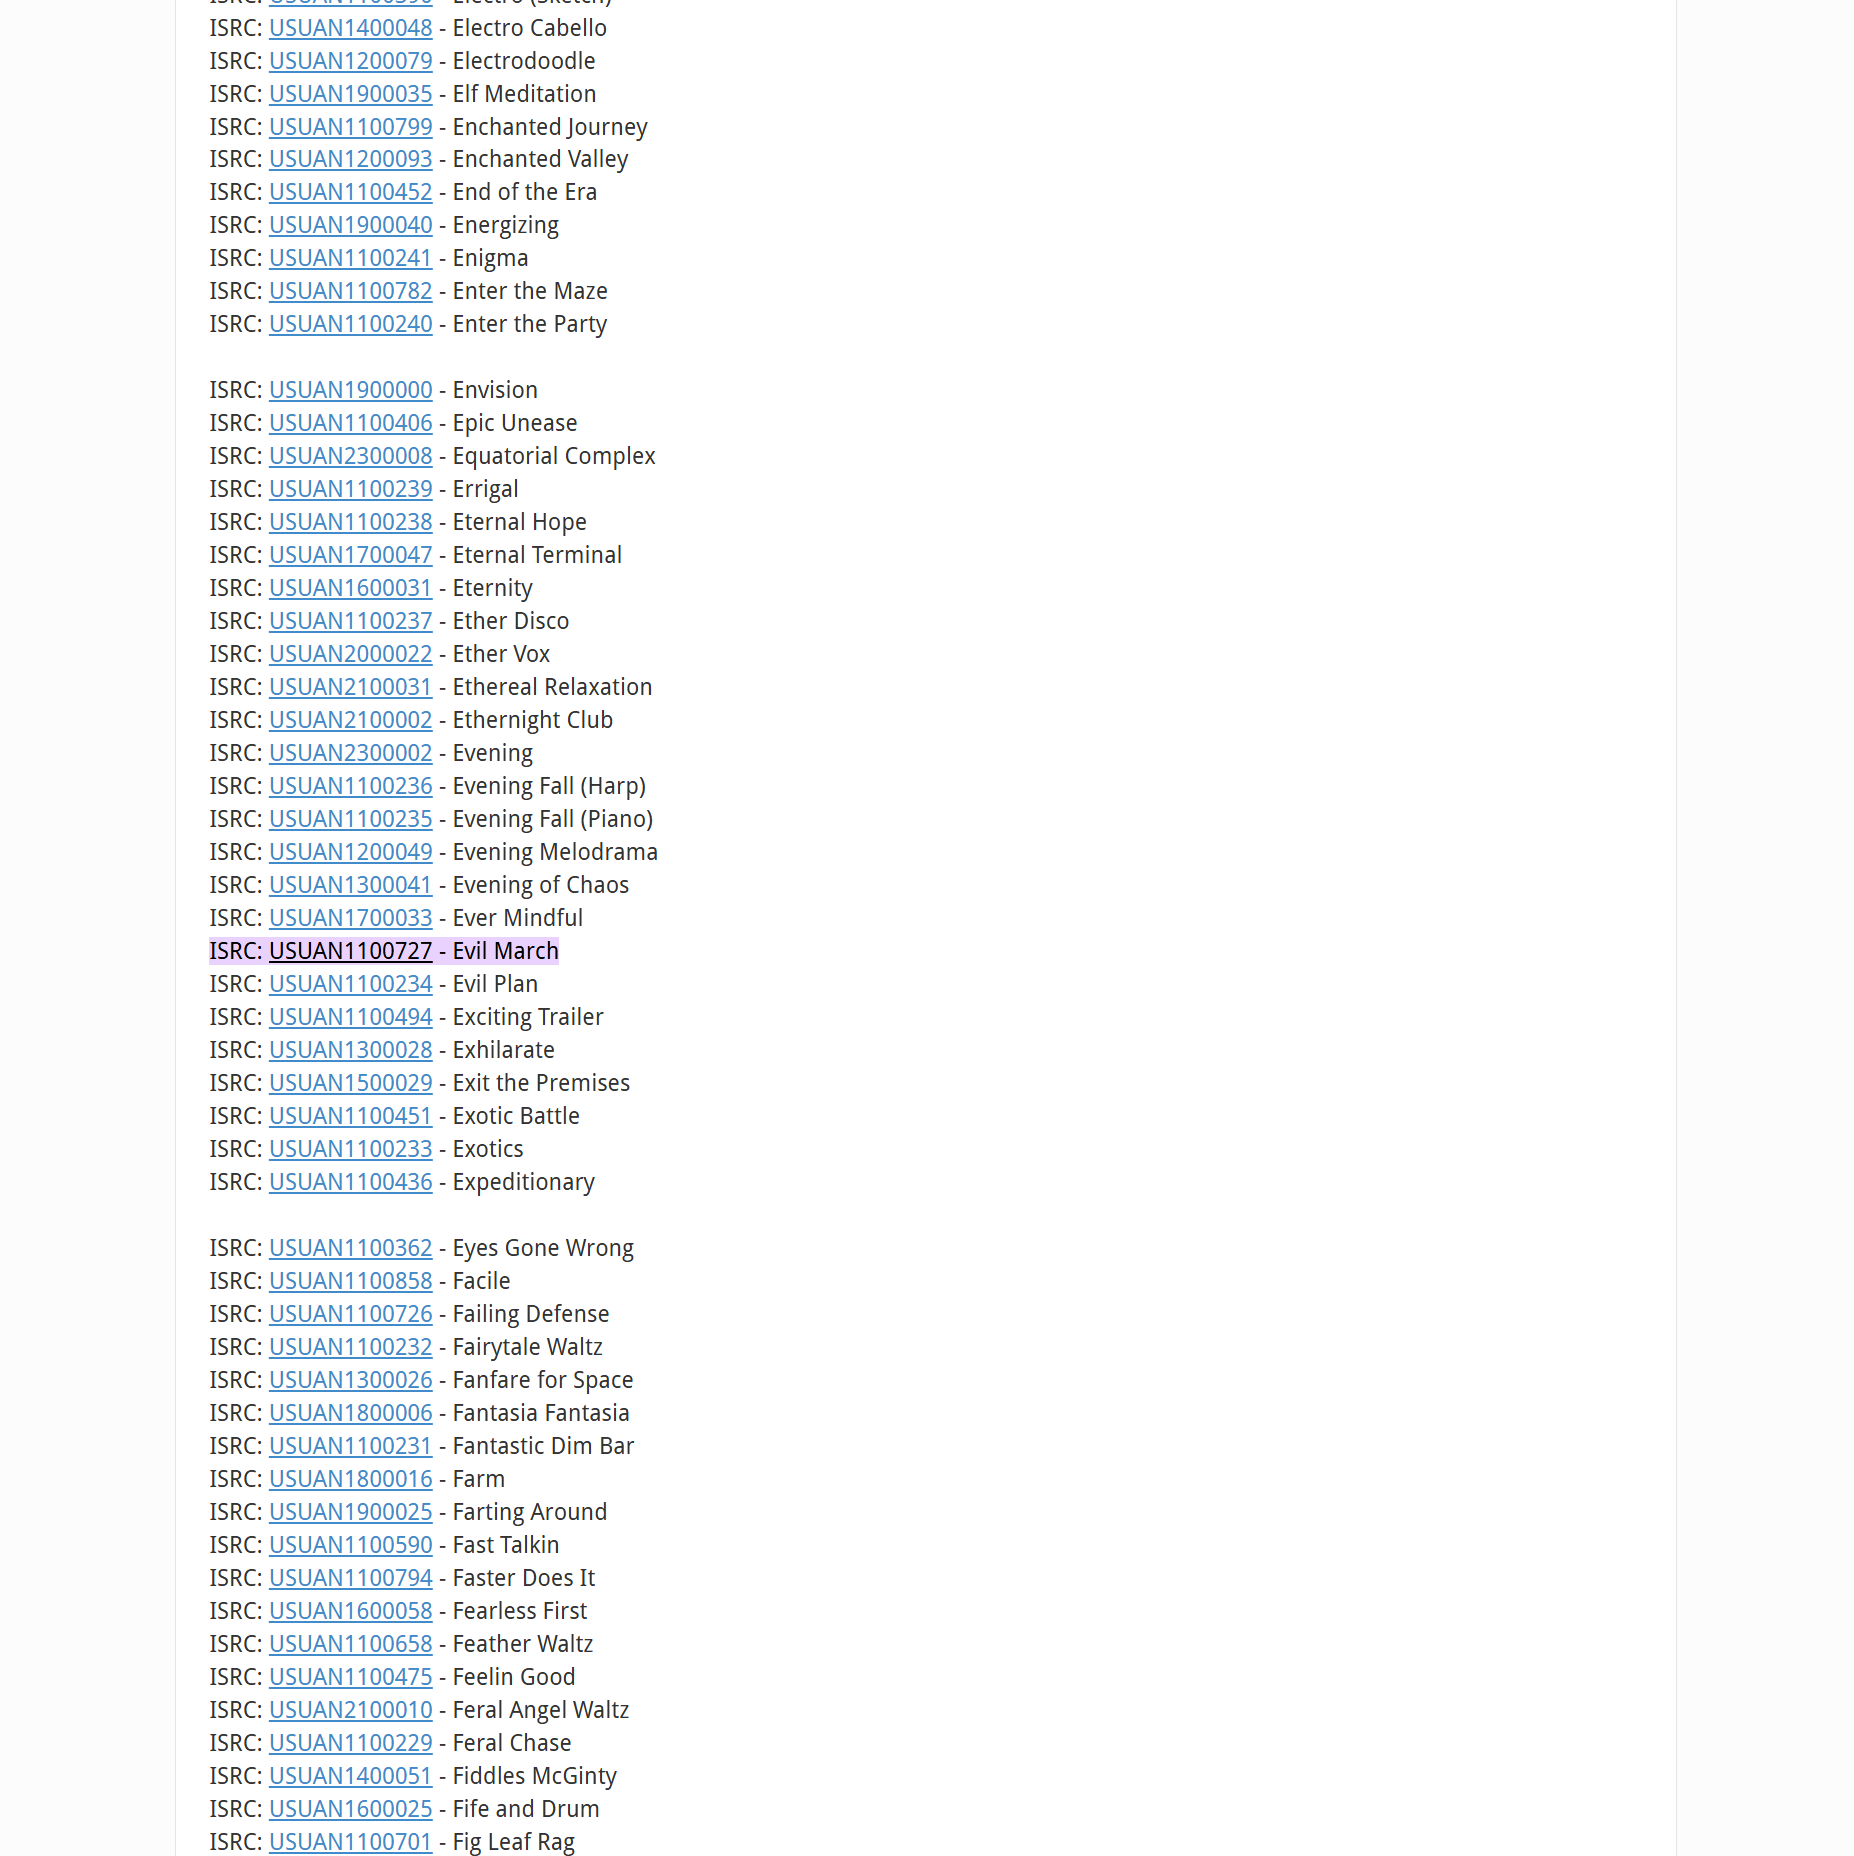 ISRC: USUAN1100390 - Electro (Sketch)
ISRC: USUAN1400048 - Electro Cabello
ISRC: USUAN1200079 - Electrodoodle
ISRC: USUAN1900035 - Elf Meditation
ISRC: USUAN1100799 - Enchanted Journey
ISRC: USUAN1200093 - Enchanted Valley
ISRC: USUAN1100452 - End of the Era
ISRC: USUAN1900040 - Energizing
ISRC: USUAN1100241 - Enigma
ISRC: USUAN1100782 - Enter the Maze
ISRC: USUAN1100240 - Enter the Party
ISRC: USUAN1900000 - Envision
ISRC: USUAN1100406 - Epic Unease
ISRC: USUAN2300008 - Equatorial Complex
ISRC: USUAN1100239 - Errigal
ISRC: USUAN1100238 - Eternal Hope
ISRC: USUAN1700047 - Eternal Terminal
ISRC: USUAN1600031 - Eternity
ISRC: USUAN1100237 - Ether Disco
ISRC: USUAN2000022 - Ether Vox
ISRC: USUAN2100031 - Ethereal Relaxation
ISRC: USUAN2100002 - Ethernight Club
ISRC: USUAN2300002 - Evening
ISRC: USUAN1100236 - Evening Fall (Harp)
ISRC: USUAN1100235 - Evening Fall (Piano)
ISRC: USUAN1200049 - Evening Melodrama
ISRC: USUAN1300041 - Evening of Chaos
ISRC: USUAN1700033 - Ever Mindful
ISRC: USUAN1100727 - Evil March
ISRC: USUAN1100234 - Evil Plan
ISRC: USUAN1100494 - Exciting Trailer
ISRC: USUAN1300028 - Exhilarate
ISRC: USUAN1500029 - Exit the Premises
ISRC: USUAN1100451 - Exotic Battle
ISRC: USUAN1100233 - Exotics
ISRC: USUAN1100436 - Expeditionary
ISRC: USUAN1100362 - Eyes Gone Wrong
ISRC: USUAN1100858 - Facile
ISRC: USUAN1100726 - Failing Defense
ISRC: USUAN1100232 - Fairytale Waltz
ISRC: USUAN1300026 - Fanfare for Space
ISRC: USUAN1800006 - Fantasia Fantasia
ISRC: USUAN1100231 - Fantastic Dim Bar
ISRC: USUAN1800016 - Farm
ISRC: USUAN1900025 - Farting Around
ISRC: USUAN1100590 - Fast Talkin
ISRC: USUAN1100794 - Faster Does It
ISRC: USUAN1600058 - Fearless First
ISRC: USUAN1100658 - Feather Waltz
ISRC: USUAN1100475 - Feelin Good
ISRC: USUAN2100010 - Feral Angel Waltz
ISRC: USUAN1100229 - Feral Chase
ISRC: USUAN1400051 - Fiddles McGinty
ISRC: USUAN1600025 - Fife and Drum
ISRC: USUAN1100701 - Fig Leaf Rag